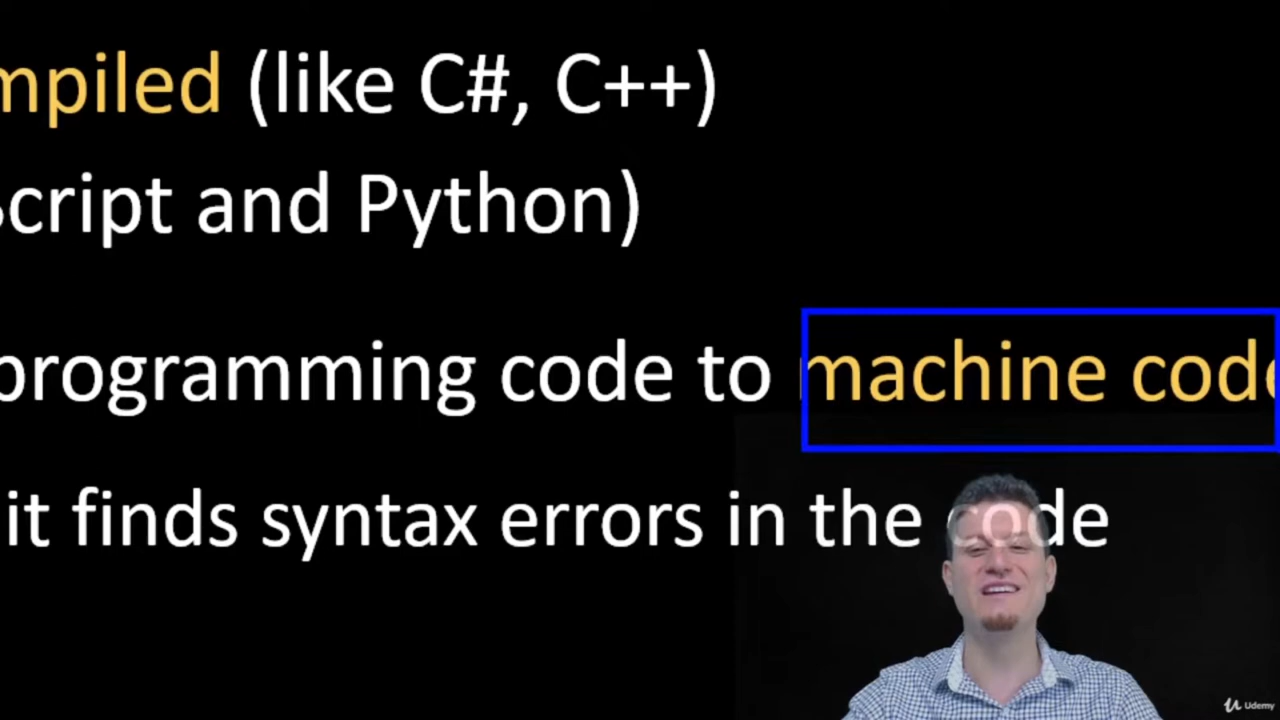 mpiled (like C#, C++)
Script and Python)
programming code to machine code
it finds syntax errors in the code
Udemy